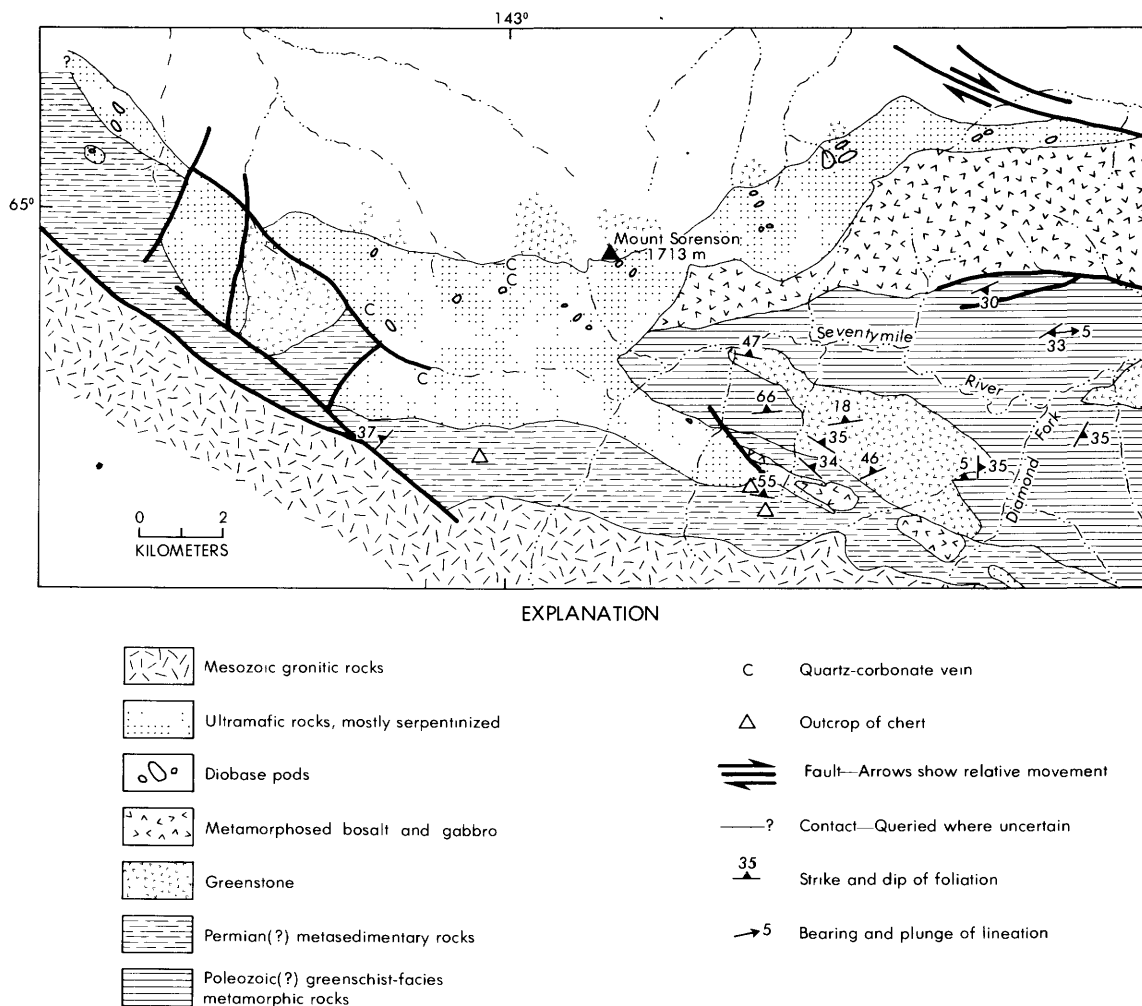 143°
?
65°
Mount Sorenson
1713 m
C
C
C
C
30
Seventymile
5
33
47
River
66
18
35
37
35
Fork
34
46
5
35
55
Diamond
0 2
KILOMETERS
EXPLANATION
Mesozoic gronitic rocks
Ultramafic rocks, mostly serpentinized
Diobase pods
Metamorphosed bosalt and gabbro
Greenstone
Permian(?) metasedimentary rocks
Poleozoic(?) greenschist-facies
metamorphic rocks
C Quartz-carbonate vein
Outcrop of chert
Fault—Arrows show relative movement
? Contact—Queried where uncertain
35 Strike and dip of foliation
5 Bearing and plunge of lineation